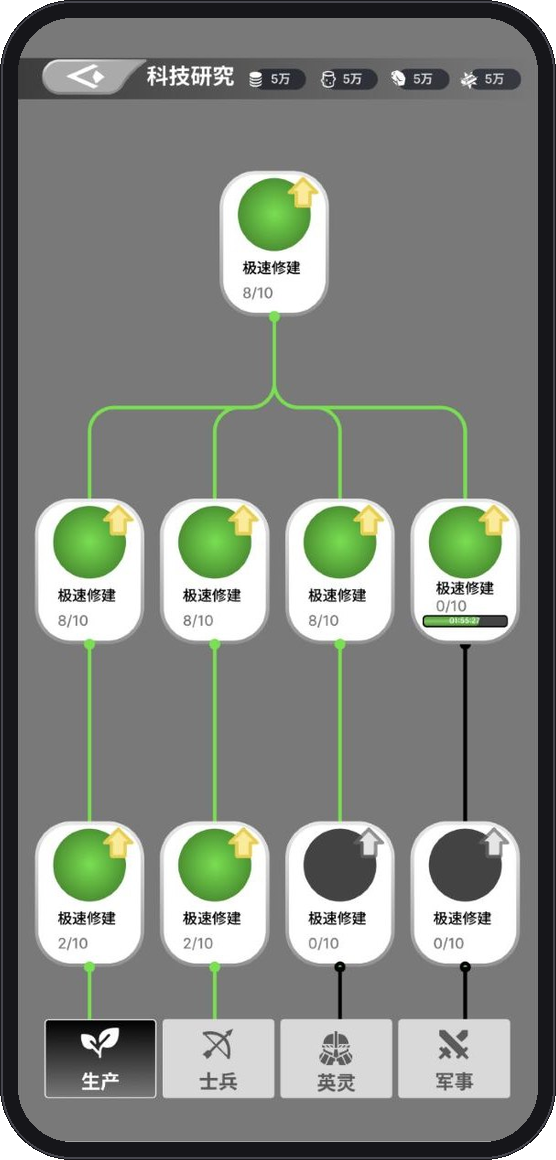 科技研究 5万 5万 5万 5万
极速修建
8/10
极速修建 极速修建 极速修建 极速修建
8/10 8/10 8/10 0/10
01:55:27
极速修建 极速修建 极速修建 极速修建
2/10 2/10 0/10 0/10
生产 士兵 英灵 军事